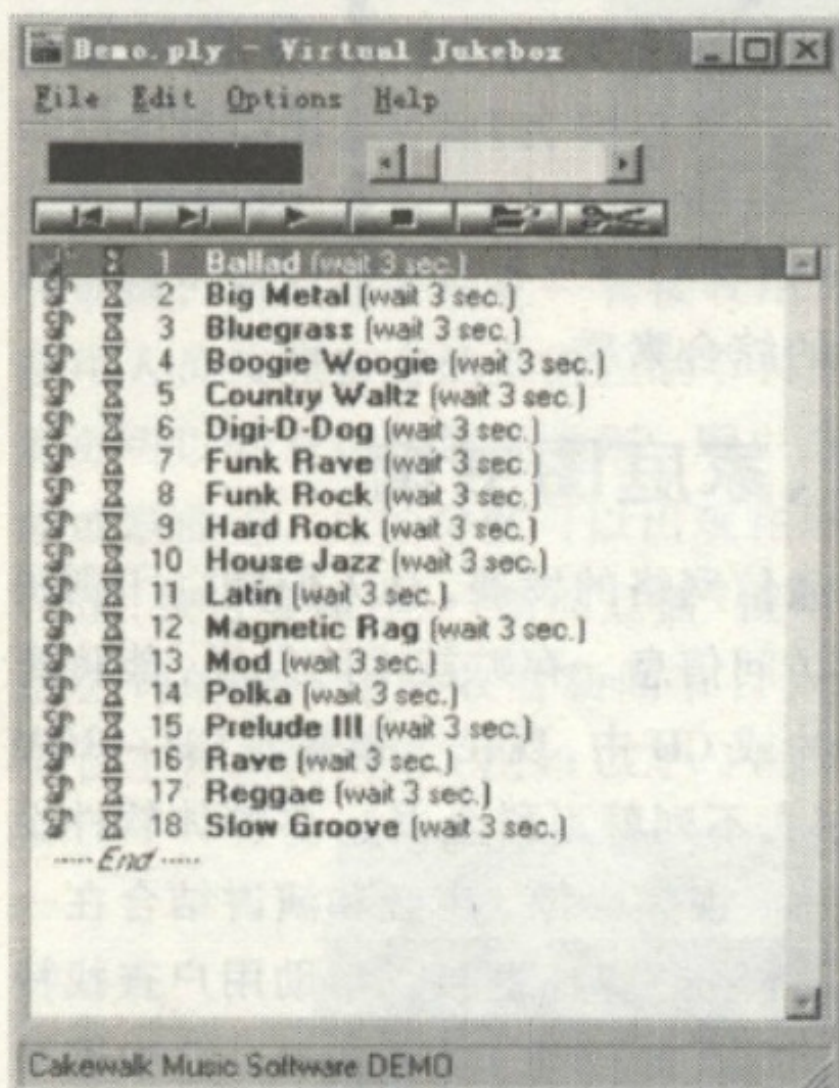 Demo.ply - Virtual Jukebox
File Edit Options Help
1 Ballad (wait 3 sec.)
2 Big Metal (wait 3 sec.)
3 Bluegrass (wait 3 sec.)
4 Boogie Woogie (wait 3 sec.)
5 Country Waltz (wait 3 sec.)
6 Digi-D-Dog (wait 3 sec.)
7 Funk Rave (wait 3 sec.)
8 Funk Rock (wait 3 sec.)
9 Hard Rock (wait 3 sec.)
10 House Jazz (wait 3 sec.)
11 Latin (wait 3 sec.)
12 Magnetic Rag (wait 3 sec.)
13 Mod (wait 3 sec.)
14 Polka (wait 3 sec.)
15 Prelude III (wait 3 sec.)
16 Rave (wait 3 sec.)
17 Reggae (wait 3 sec.)
18 Slow Groove (wait 3 sec.)
----- End -----
Cakewalk Music Software DEMO